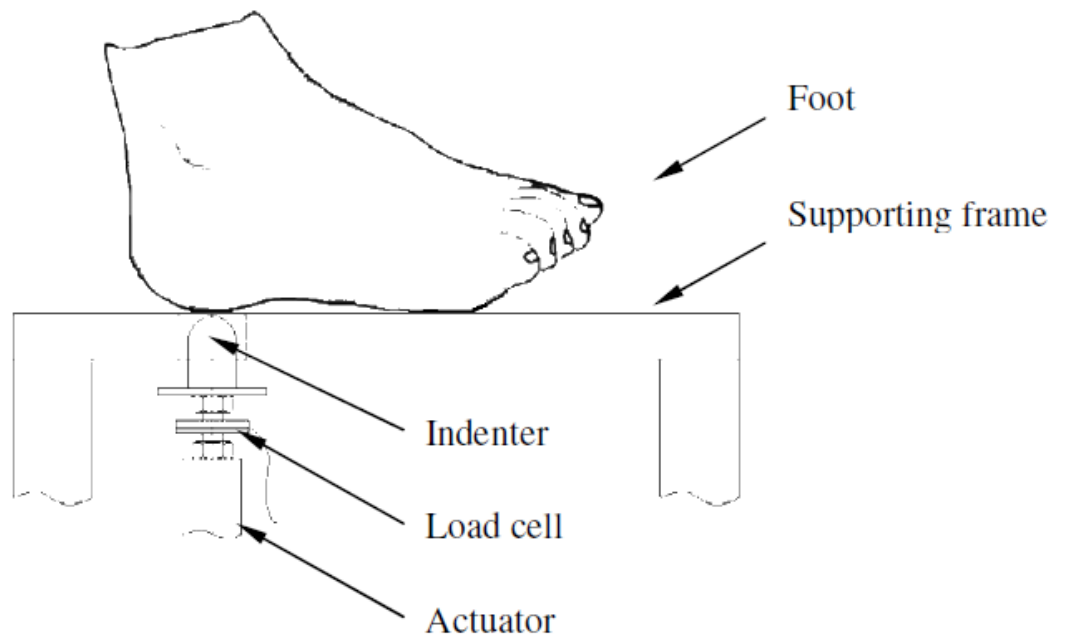 Foot
Supporting frame
Indenter
Load cell
Actuator